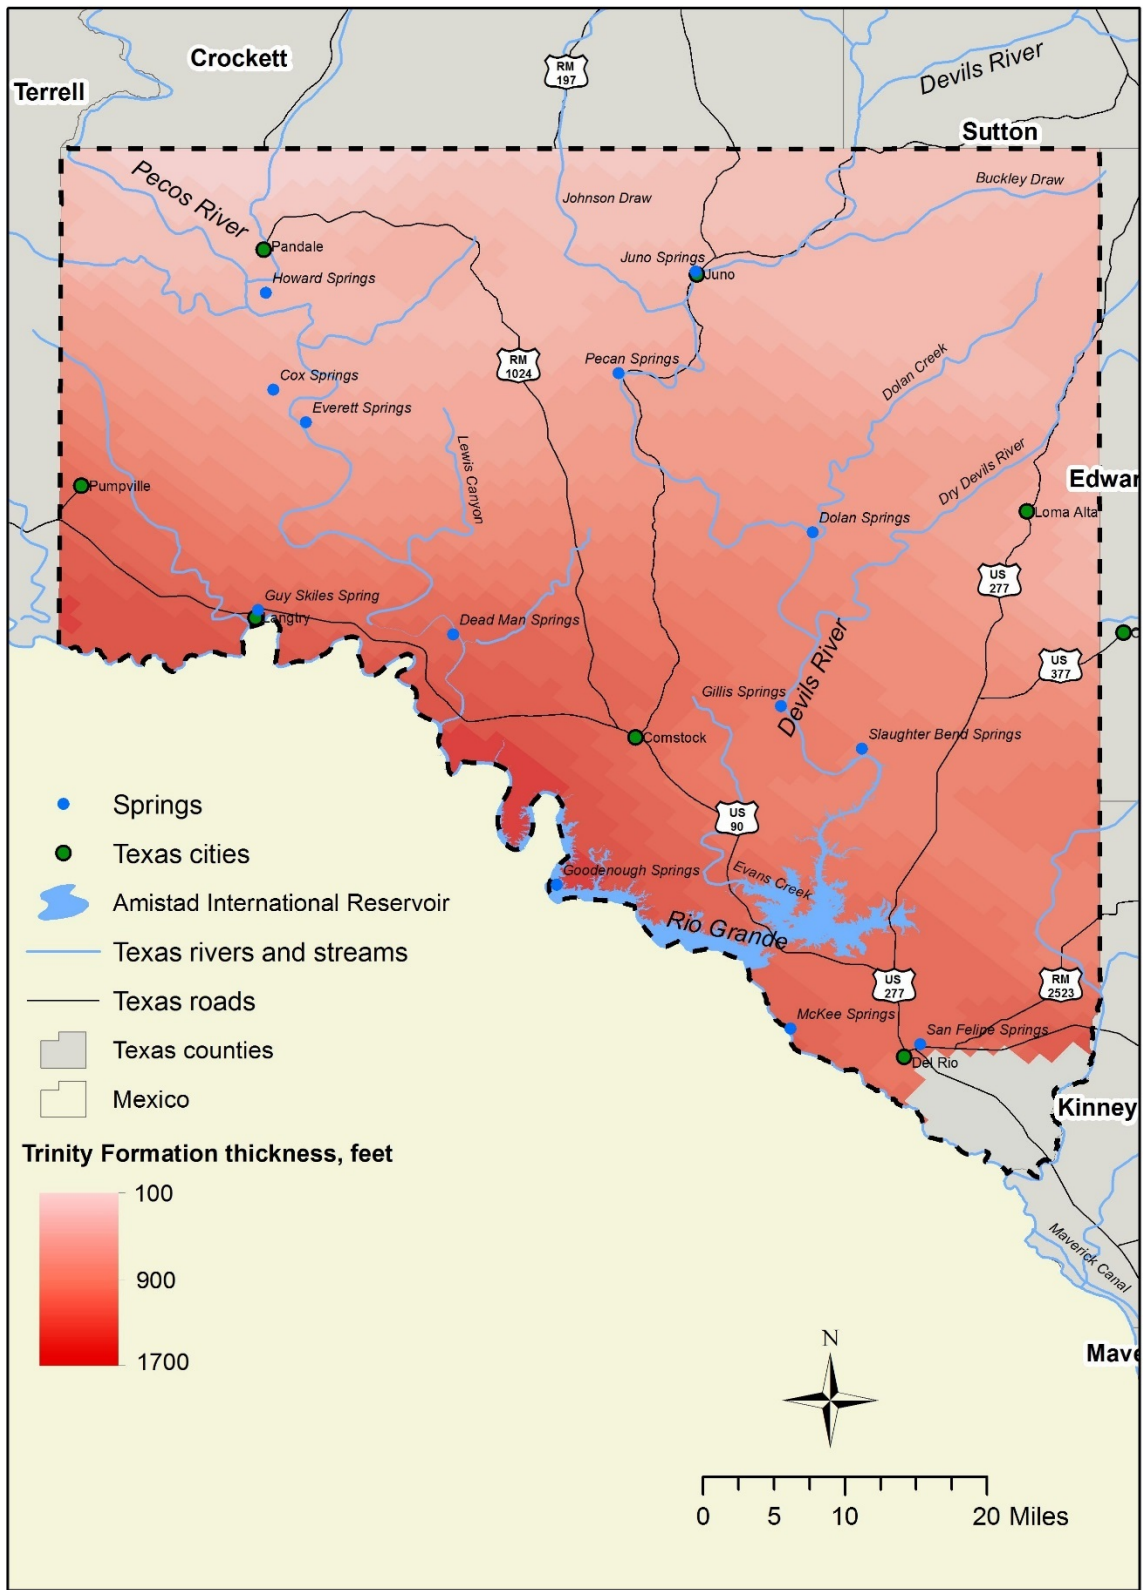 Crockett
Terrell
RM
197
Devils River
Sutton
Pecos River
Johnson Draw
Buckley Draw
Pandale
Juno Springs
Juno
Howard Springs
RM
1024
Pecan Springs
Dolan Creek
Cox Springs
Everett Springs
Lewis Canyon
Dry Devils River
Edwar
Pumpville
Loma Alta
Dolan Springs
US
277
Guy Skiles Spring
Langtry
Dead Man Springs
US
377
Gillis Springs
Devils River
Slaughter Bend Springs
Comstock
US
90
Goodenough Springs
Evans Creek
Rio Grande
US
277
RM
2523
McKee Springs
San Felipe Springs
Del Rio
Kinney
Maverick Canal
Mave
Springs
Texas cities
Amistad International Reservoir
Texas rivers and streams
Texas roads
Texas counties
Mexico
Trinity Formation thickness, feet
100
900
1700
N
0 5 10 20 Miles